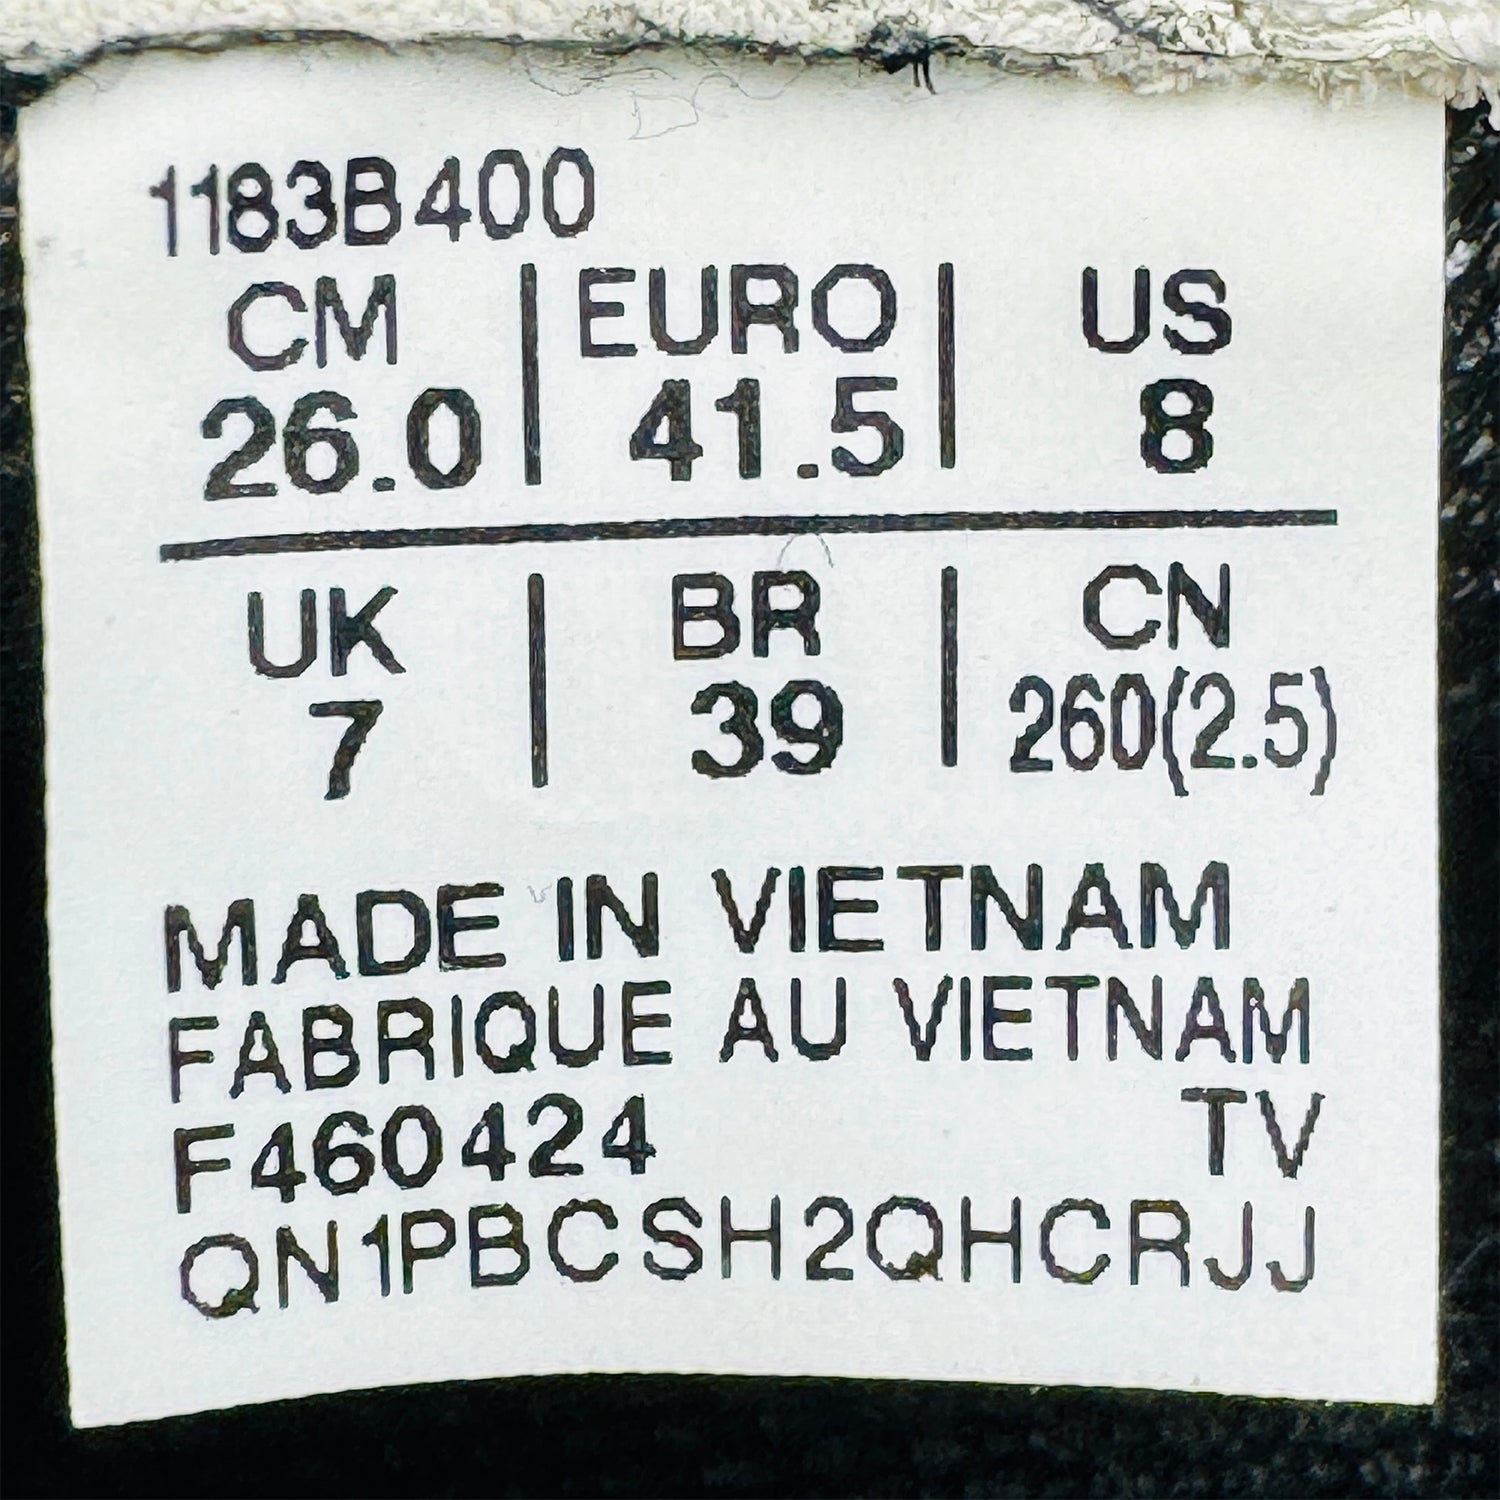 1183B400
CM | EURO | US
26.0 | 41.5 | 8
UK | BR | CN
7 | 39 | 260(2.5)
MADE IN VIETNAM
FABRIQUE AU VIETNAM
F460424 TV
QN1PBCSH2QHCRJJ